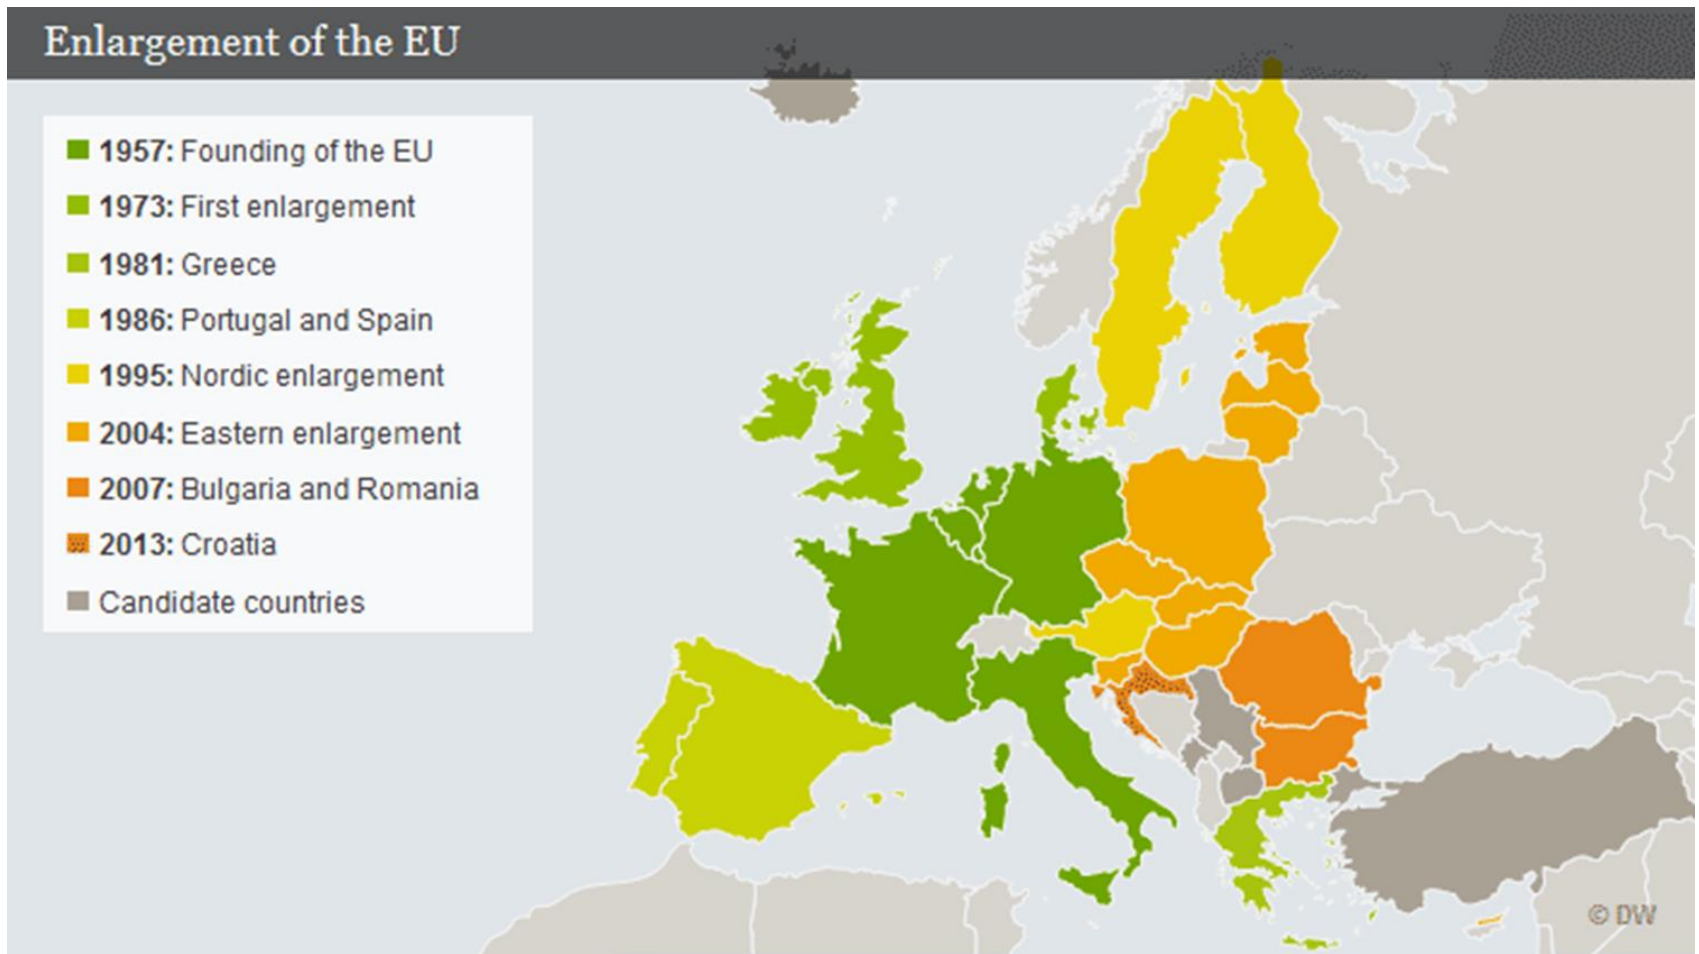 Enlargement of the EU
1957: Founding of the EU
1973: First enlargement
1981: Greece
1986: Portugal and Spain
1995: Nordic enlargement
2004: Eastern enlargement
2007: Bulgaria and Romania
2013: Croatia
Candidate countries
© DW